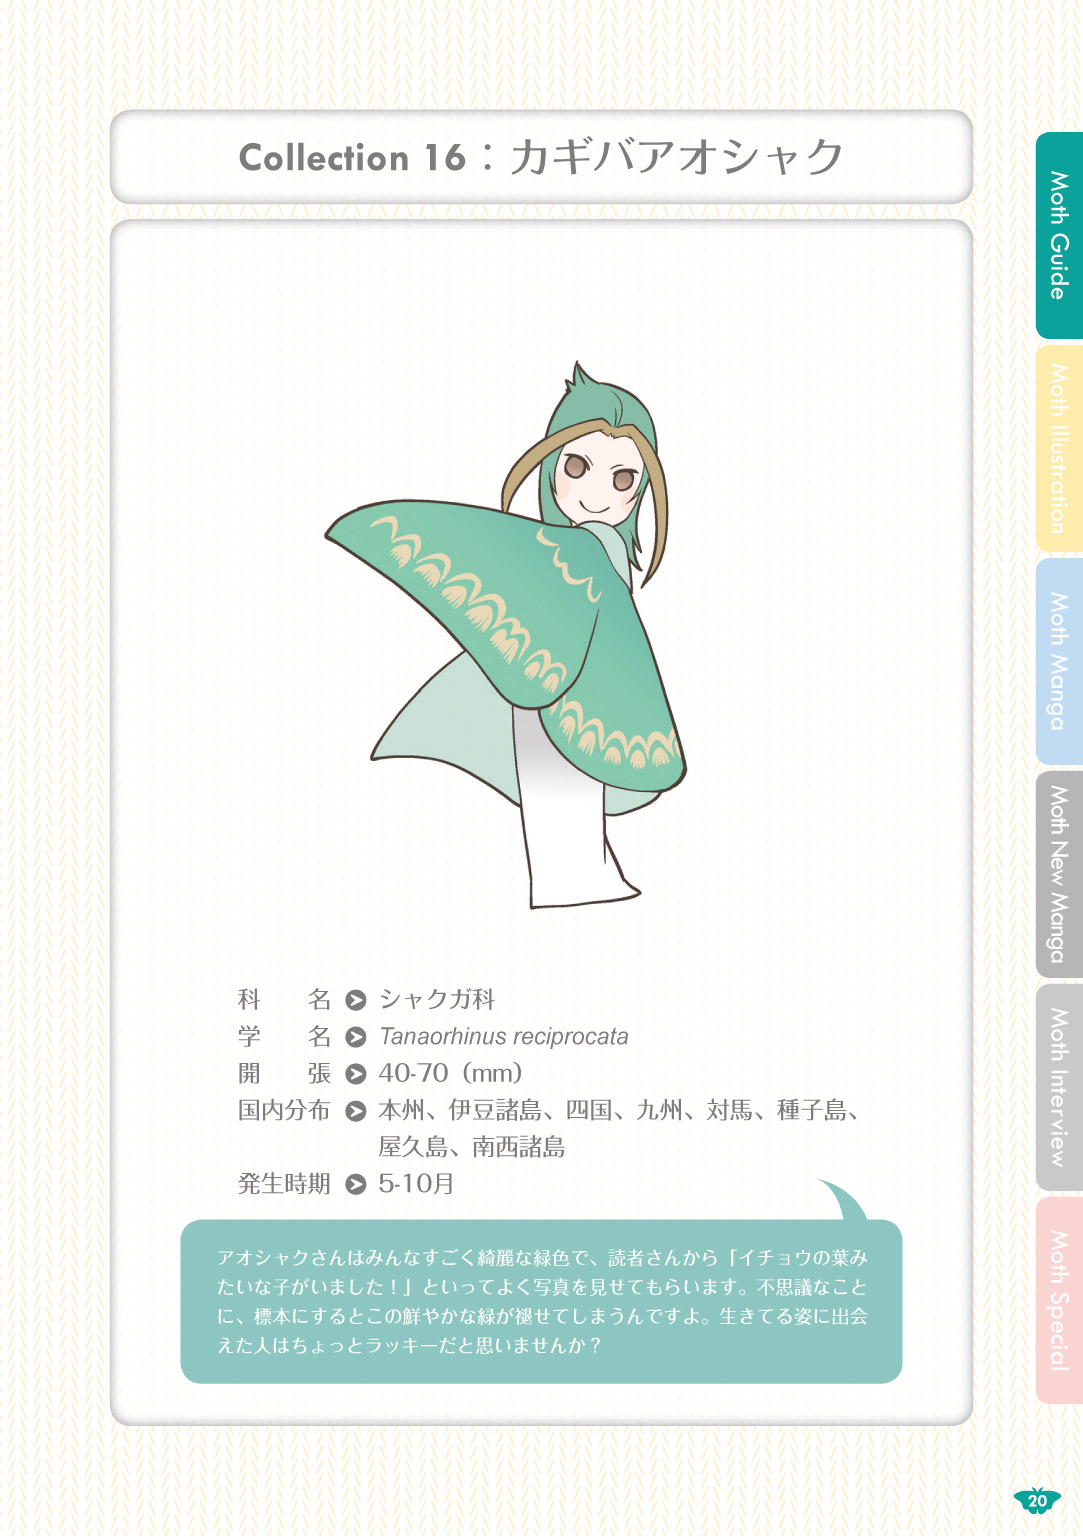 Collection 16：カギバアオシャク
科　　名 シャクガ科
学　　名 Tanaorhinus reciprocata
開　　張 40-70（mm）
国内分布 本州、伊豆諸島、四国、九州、対馬、種子島、
屋久島、南西諸島
発生時期 5-10月
アオシャクさんはみんなすごく綺麗な緑色で、読者さんから「イチョウの葉み
たいな子がいました！」といってよく写真を見せてもらいます。不思議なこと
に、標本にするとこの鮮やかな緑が褪せてしまうんですよ。生きてる姿に出会
えた人はちょっとラッキーだと思いませんか？
Moth Guide
Moth Illustration
Moth Manga
Moth New Manga
Moth Interview
Moth Special
20